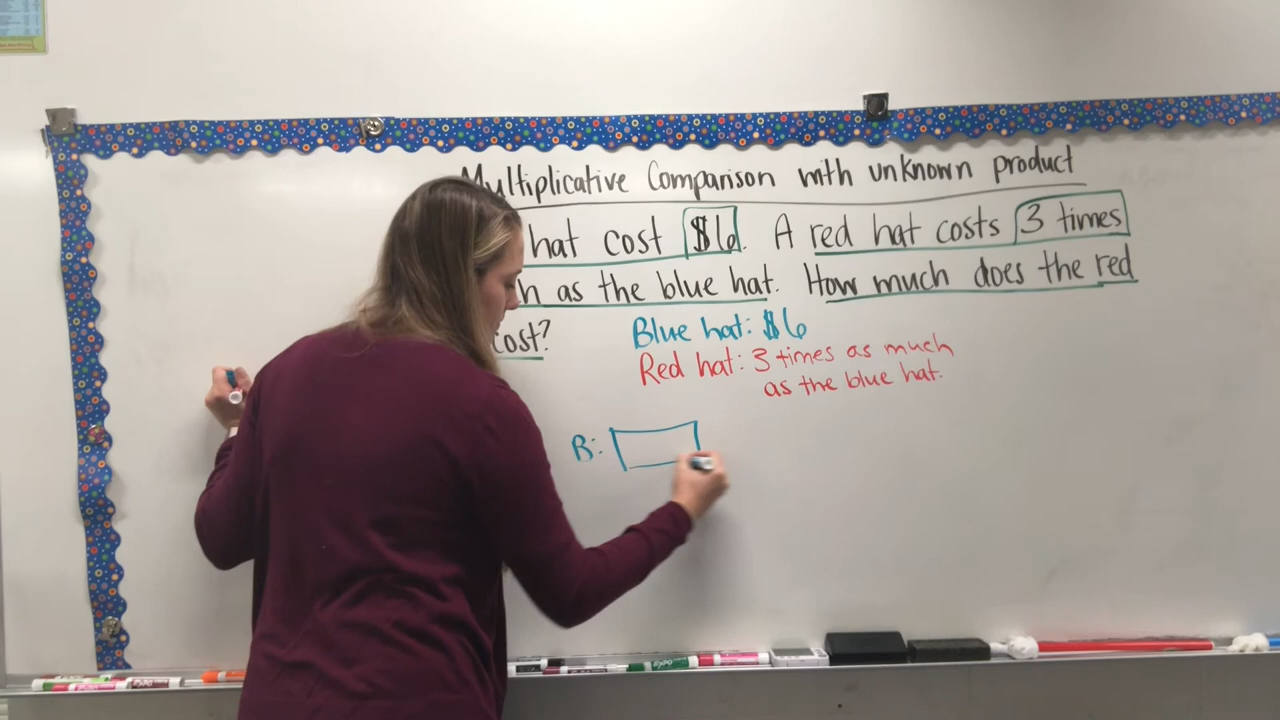 Multiplicative Comparison with unknown product
hat cost $6. A red hat costs 3 times
as the blue hat. How much does the red
cost?
Blue hat: $6
Red hat: 3 times as much
as the blue hat.
B: